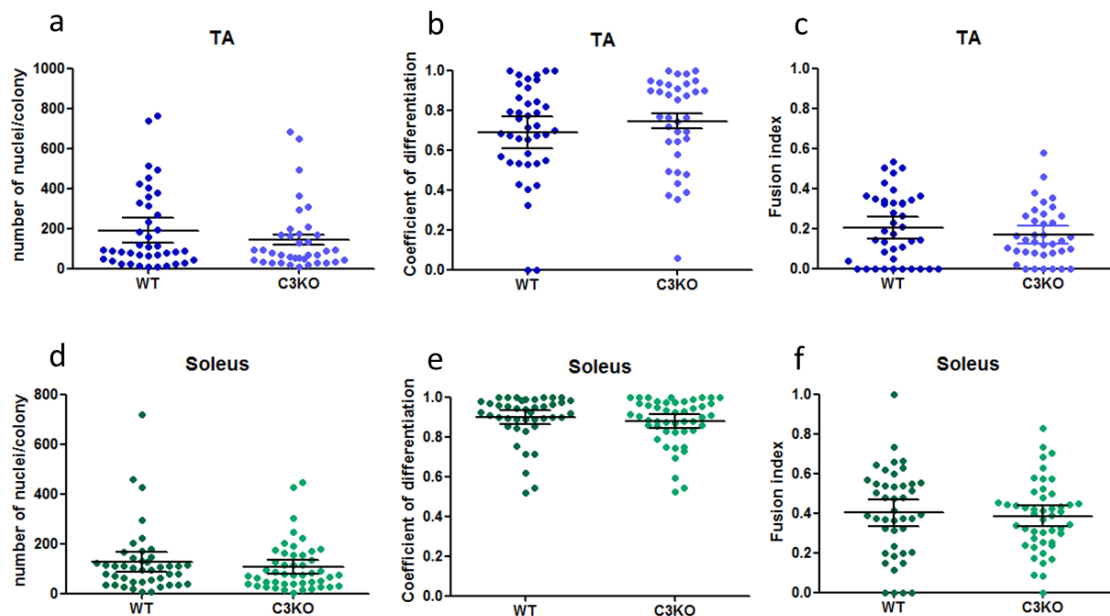 a
TA
number of nuclei/colony
1000
800
600
400
200
0
WT
C3KO
b
TA
Coefficient of differentiation
1.0
0.8
0.6
0.4
0.2
0.0
WT
C3KO
c
TA
Fusion index
1.0
0.8
0.6
0.4
0.2
0.0
WT
C3KO
d
Soleus
number of nuclei/colony
800
600
400
200
0
WT
C3KO
e
Soleus
Coefficient of differentiation
1.0
0.8
0.6
0.4
0.2
0.0
WT
C3KO
f
Soleus
Fusion index
1.0
0.8
0.6
0.4
0.2
0.0
WT
C3KO